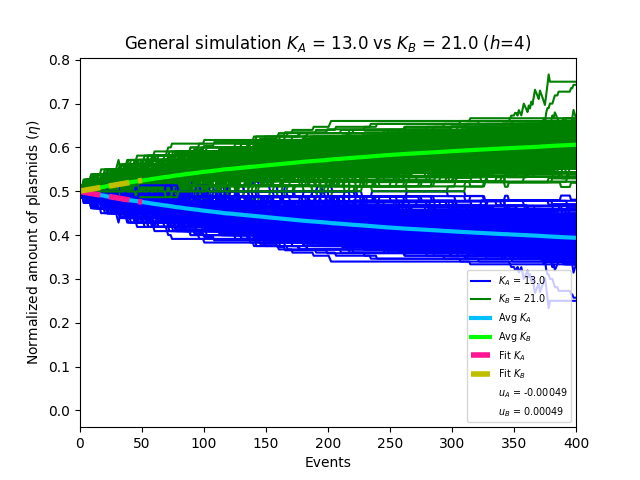 General simulation K_A = 13.0 vs K_B = 21.0 (h=4)
Normalized amount of plasmids (η)
0.8
0.7
0.6
0.5
0.4
0.3
0.2
0.1
0.0
K_A = 13.0
K_B = 21.0
Avg K_A
Avg K_B
Fit K_A
Fit K_B
u_A = -0.00049
u_B = 0.00049
0 50 100 150 200 250 300 350 400
Events